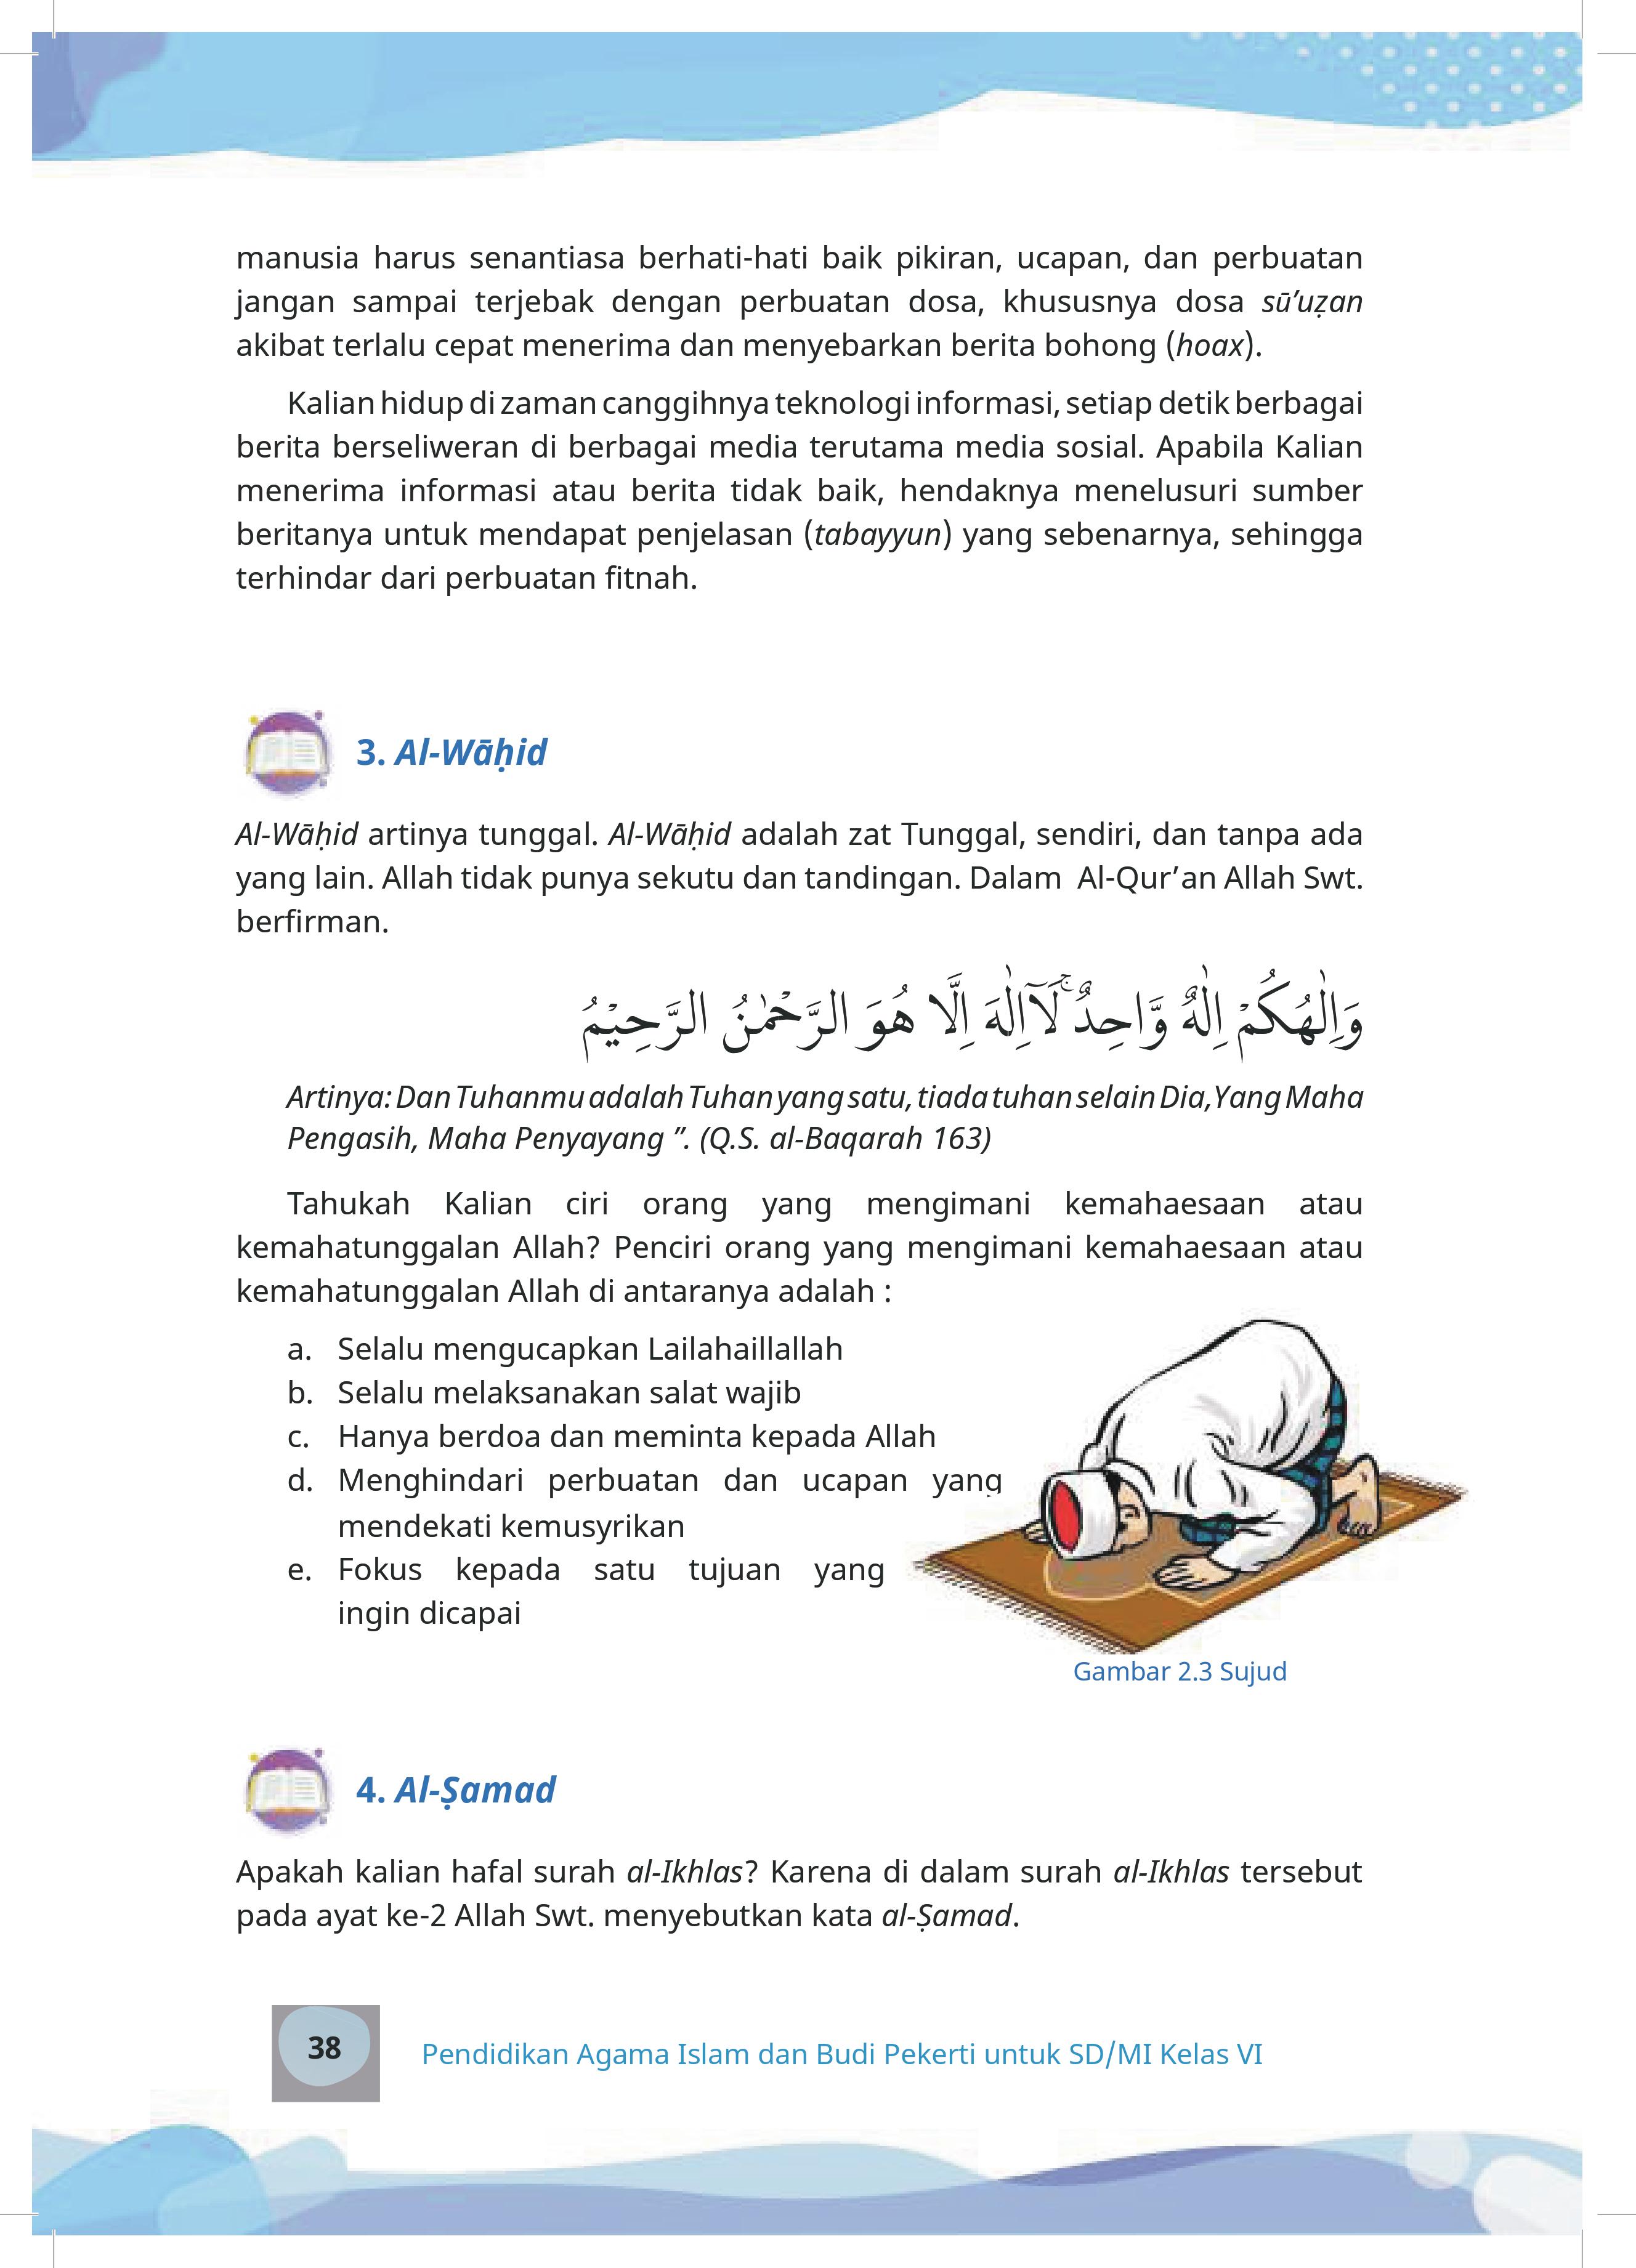 manusia harus senantiasa berhati-hati baik pikiran, ucapan, dan perbuatan
jangan sampai terjebak dengan perbuatan dosa, khususnya dosa sū’uẓan
akibat terlalu cepat menerima dan menyebarkan berita bohong (hoax).
Kalian hidup di zaman canggihnya teknologi informasi, setiap detik berbagai
berita berseliweran di berbagai media terutama media sosial. Apabila Kalian
menerima informasi atau berita tidak baik, hendaknya menelusuri sumber
beritanya untuk mendapat penjelasan (tabayyun) yang sebenarnya, sehingga
terhindar dari perbuatan fitnah.
3. Al-Wāḥid
Al-Wāḥid artinya tunggal. Al-Wāḥid adalah zat Tunggal, sendiri, dan tanpa ada
yang lain. Allah tidak punya sekutu dan tandingan. Dalam Al-Qur’an Allah Swt.
berfirman.
وَاِلٰهُكُمْ اِلٰهٌ وَّاحِدٌۚ لَآاِلٰهَ اِلَّا هُوَ الرَّحْمٰنُ الرَّحِيْمُ
Artinya: Dan Tuhanmu adalah Tuhan yang satu, tiada tuhan selain Dia,Yang Maha
Pengasih, Maha Penyayang ”. (Q.S. al-Baqarah 163)
Tahukah Kalian ciri orang yang mengimani kemahaesaan atau
kemahatunggalan Allah? Penciri orang yang mengimani kemahaesaan atau
kemahatunggalan Allah di antaranya adalah :
a. Selalu mengucapkan Lailahaillallah
b. Selalu melaksanakan salat wajib
c. Hanya berdoa dan meminta kepada Allah
d. Menghindari perbuatan dan ucapan yang
mendekati kemusyrikan
e. Fokus kepada satu tujuan yang
ingin dicapai
Gambar 2.3 Sujud
4. Al-Ṣamad
Apakah kalian hafal surah al-Ikhlas? Karena di dalam surah al-Ikhlas tersebut
pada ayat ke-2 Allah Swt. menyebutkan kata al-Ṣamad.
38
Pendidikan Agama Islam dan Budi Pekerti untuk SD/MI Kelas VI